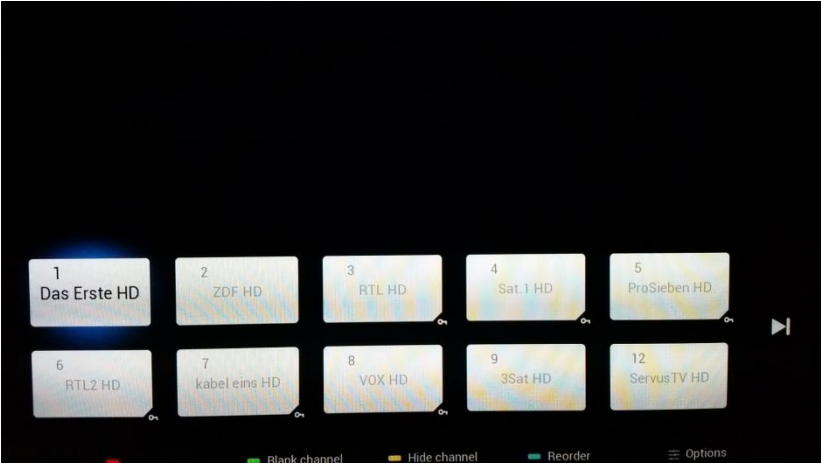 1
Das Erste HD
2
ZDF HD
3
RTL HD
4
Sat.1 HD
5
ProSieben HD
6
RTL2 HD
7
kabel eins HD
8
VOX HD
9
3Sat HD
12
ServusTV HD
Blank channel
Hide channel
Reorder
Options